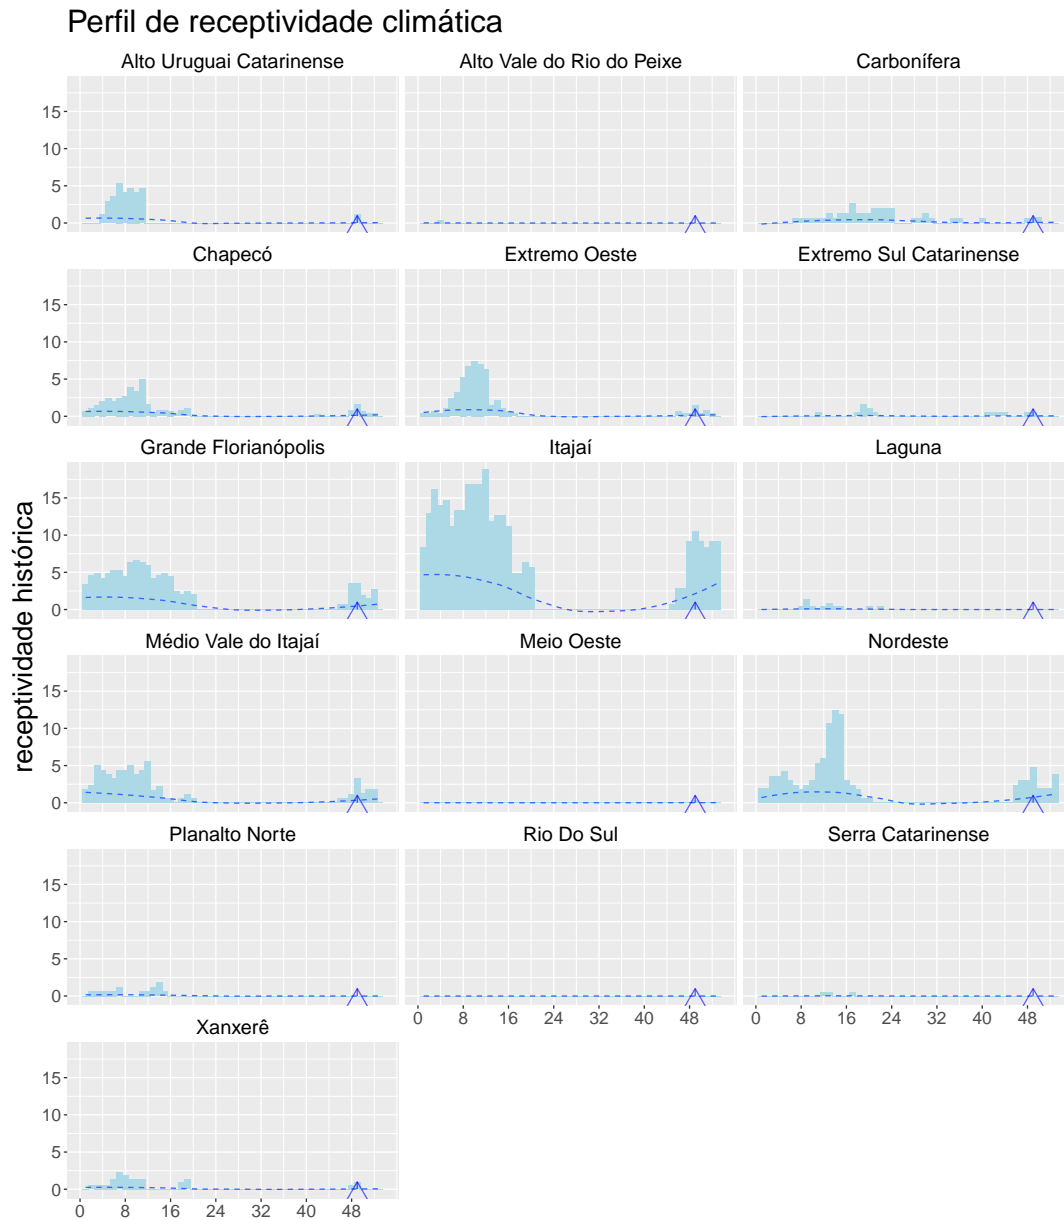 Perfil de receptividade climática
Alto Uruguai Catarinense Alto Vale do Rio do Peixe Carbonífera
15
10
5
0
Chapecó Extremo Oeste Extremo Sul Catarinense
15
10
5
0
Grande Florianópolis Itajaí Laguna
15
10
5
0
receptividade histórica
Médio Vale do Itajaí Meio Oeste Nordeste
15
10
5
0
Planalto Norte Rio Do Sul Serra Catarinense
15
10
5
0
0 8 16 24 32 40 48 0 8 16 24 32 40 48
Xanxerê
15
10
5
0
0 8 16 24 32 40 48